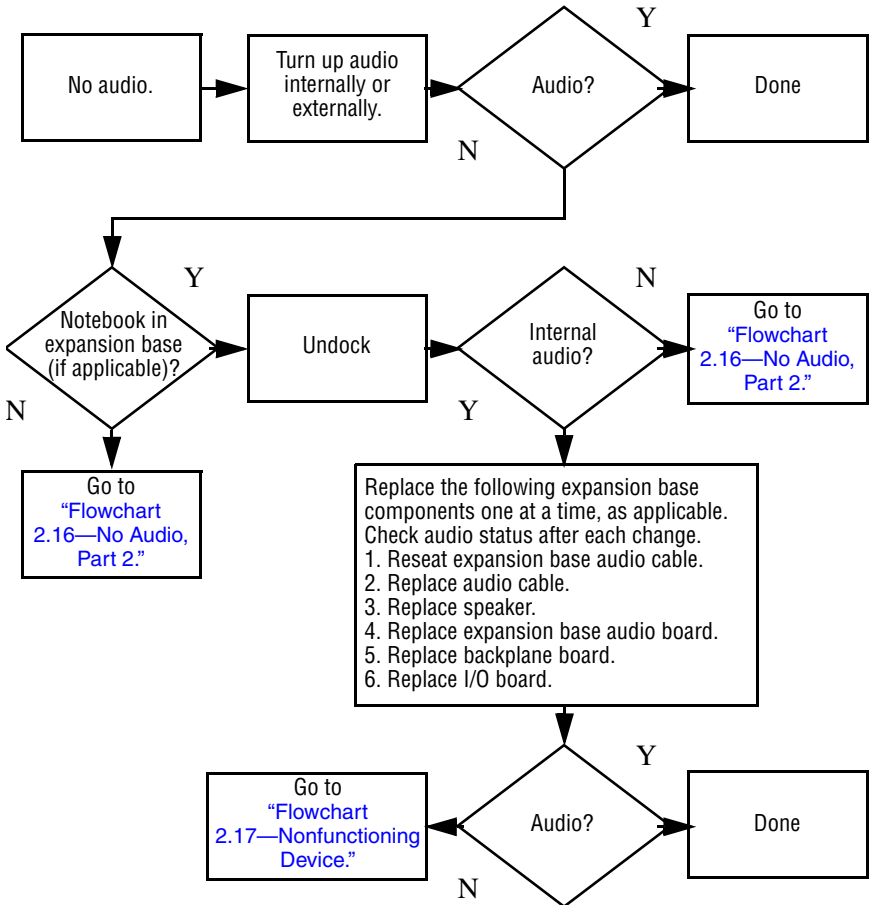 No audio.
Turn up audio
internally or
externally.
Audio?
Y
N
Done
Notebook in
expansion base
(if applicable)?
Y
N
Undock
Internal
audio?
N
Y
Go to
“Flowchart
2.16—No Audio,
Part 2.”
Go to
“Flowchart
2.16—No Audio,
Part 2.”
Replace the following expansion base
components one at a time, as applicable.
Check audio status after each change.
1. Reseat expansion base audio cable.
2. Replace audio cable.
3. Replace speaker.
4. Replace expansion base audio board.
5. Replace backplane board.
6. Replace I/O board.
Go to
“Flowchart
2.17—Nonfunctioning
Device.”
Audio?
Y
N
Done